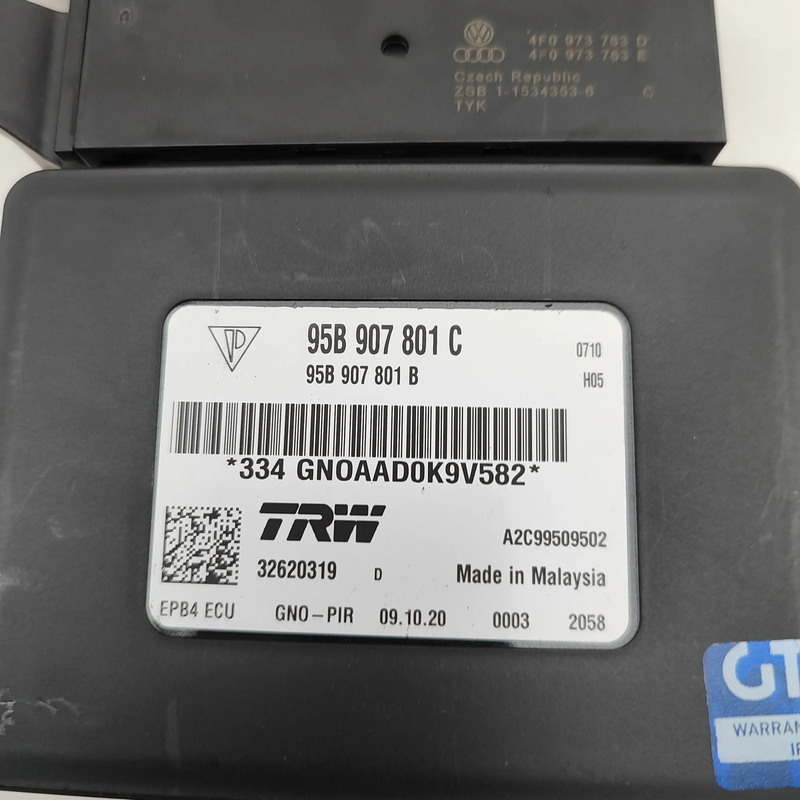 4F0 973 763 D
4F0 973 763 E
Czech Republic
ZSB 1-1534353-6 C
TYK
95B 907 801 C 0710
95B 907 801 B H05
*334 GNOAAD0K9V582*
TRW A2C99509502
32620319 D Made in Malaysia
EPB4 ECU GNO-PIR 09.10.20 0003 2058